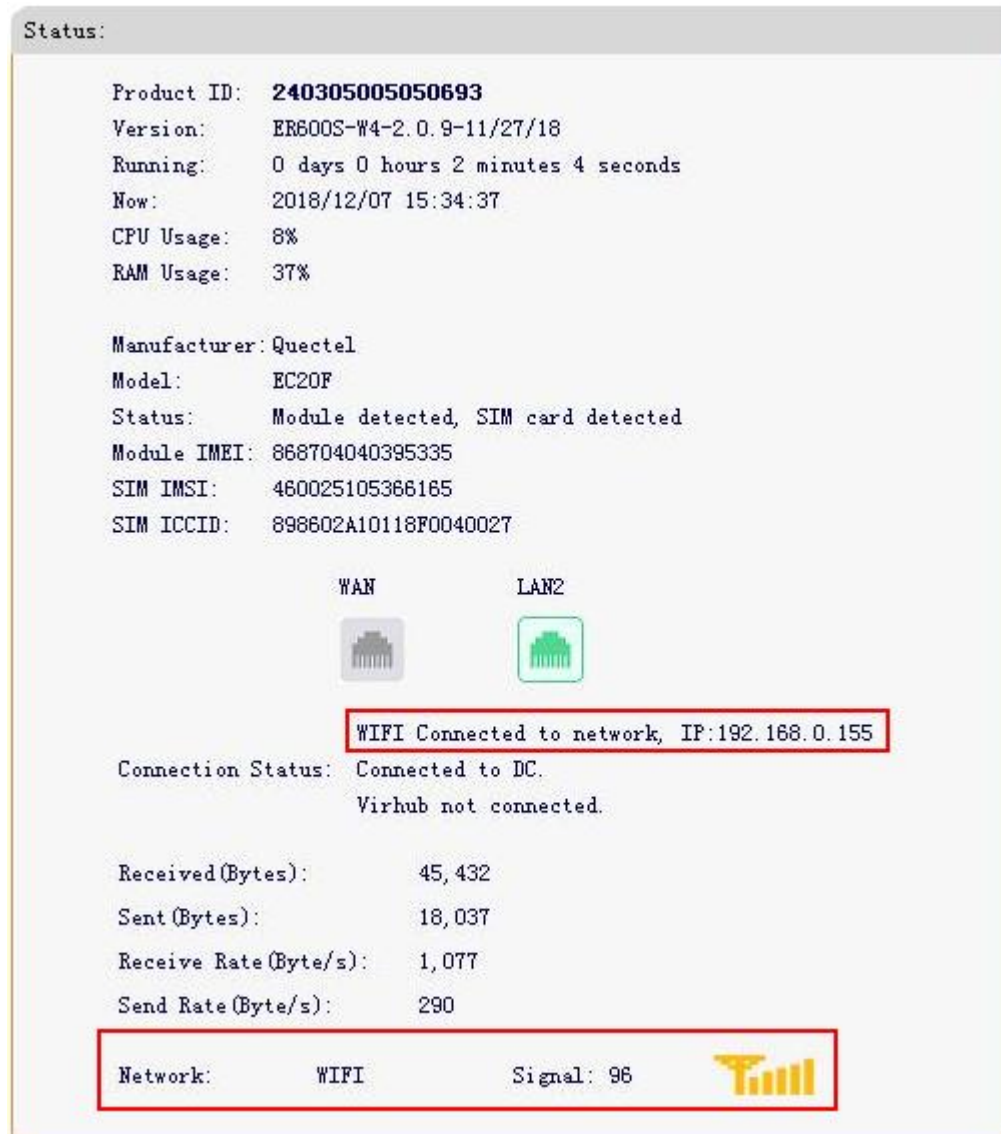 Status:
Product ID: 240305005050693
Version: ER600S-W4-2.0.9-11/27/18
Running: 0 days 0 hours 2 minutes 4 seconds
Now: 2018/12/07 15:34:37
CPU Usage: 8%
RAM Usage: 37%
Manufacturer: Quectel
Model: EC20F
Status: Module detected, SIM card detected
Module IMEI: 868704040395335
SIM IMSI: 460025105366165
SIM ICCID: 898602A10118F0040027
WAN LAN2
WIFI Connected to network, IP:192.168.0.155
Connection Status: Connected to DC.
Virhub not connected.
Received(Bytes): 45,432
Sent(Bytes): 18,037
Receive Rate(Byte/s): 1,077
Send Rate(Byte/s): 290
Network: WIFI Signal: 96